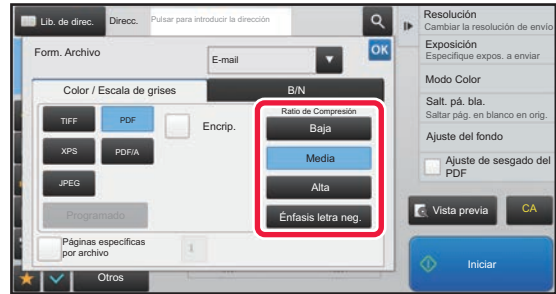 Lib. de direc.
Direcc.
Pulsar para introducir la dirección
Form. Archivo
E-mail
OK
Color / Escala de grises
B/N
TIFF
PDF
Encrip.
XPS
PDF/A
JPEG
Programado
Páginas especificas
por archivo
1
Ratio de Compresión
Baja
Media
Alta
Énfasis letra neg.
Otros
Resolución
Cambiar la resolución de envío
Exposición
Especifique expos. a enviar
Modo Color
Salt. pá. bla.
Saltar pág. en blanco en orig.
Ajuste del fondo
Ajuste de sesgado del
PDF
Vista previa
CA
Iniciar